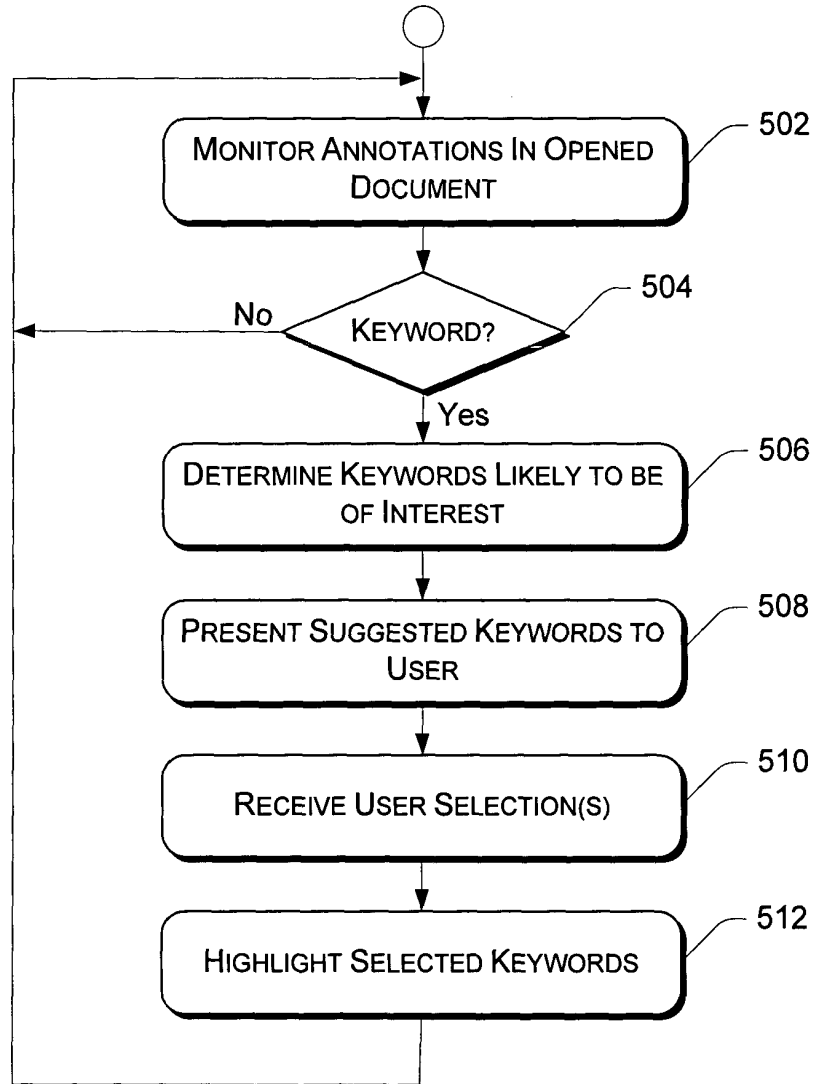 MONITOR ANNOTATIONS IN OPENED
DOCUMENT
502
KEYWORD?
504
No
Yes
DETERMINE KEYWORDS LIKELY TO BE
OF INTEREST
506
PRESENT SUGGESTED KEYWORDS TO
USER
508
RECEIVE USER SELECTION(S)
510
HIGHLIGHT SELECTED KEYWORDS
512